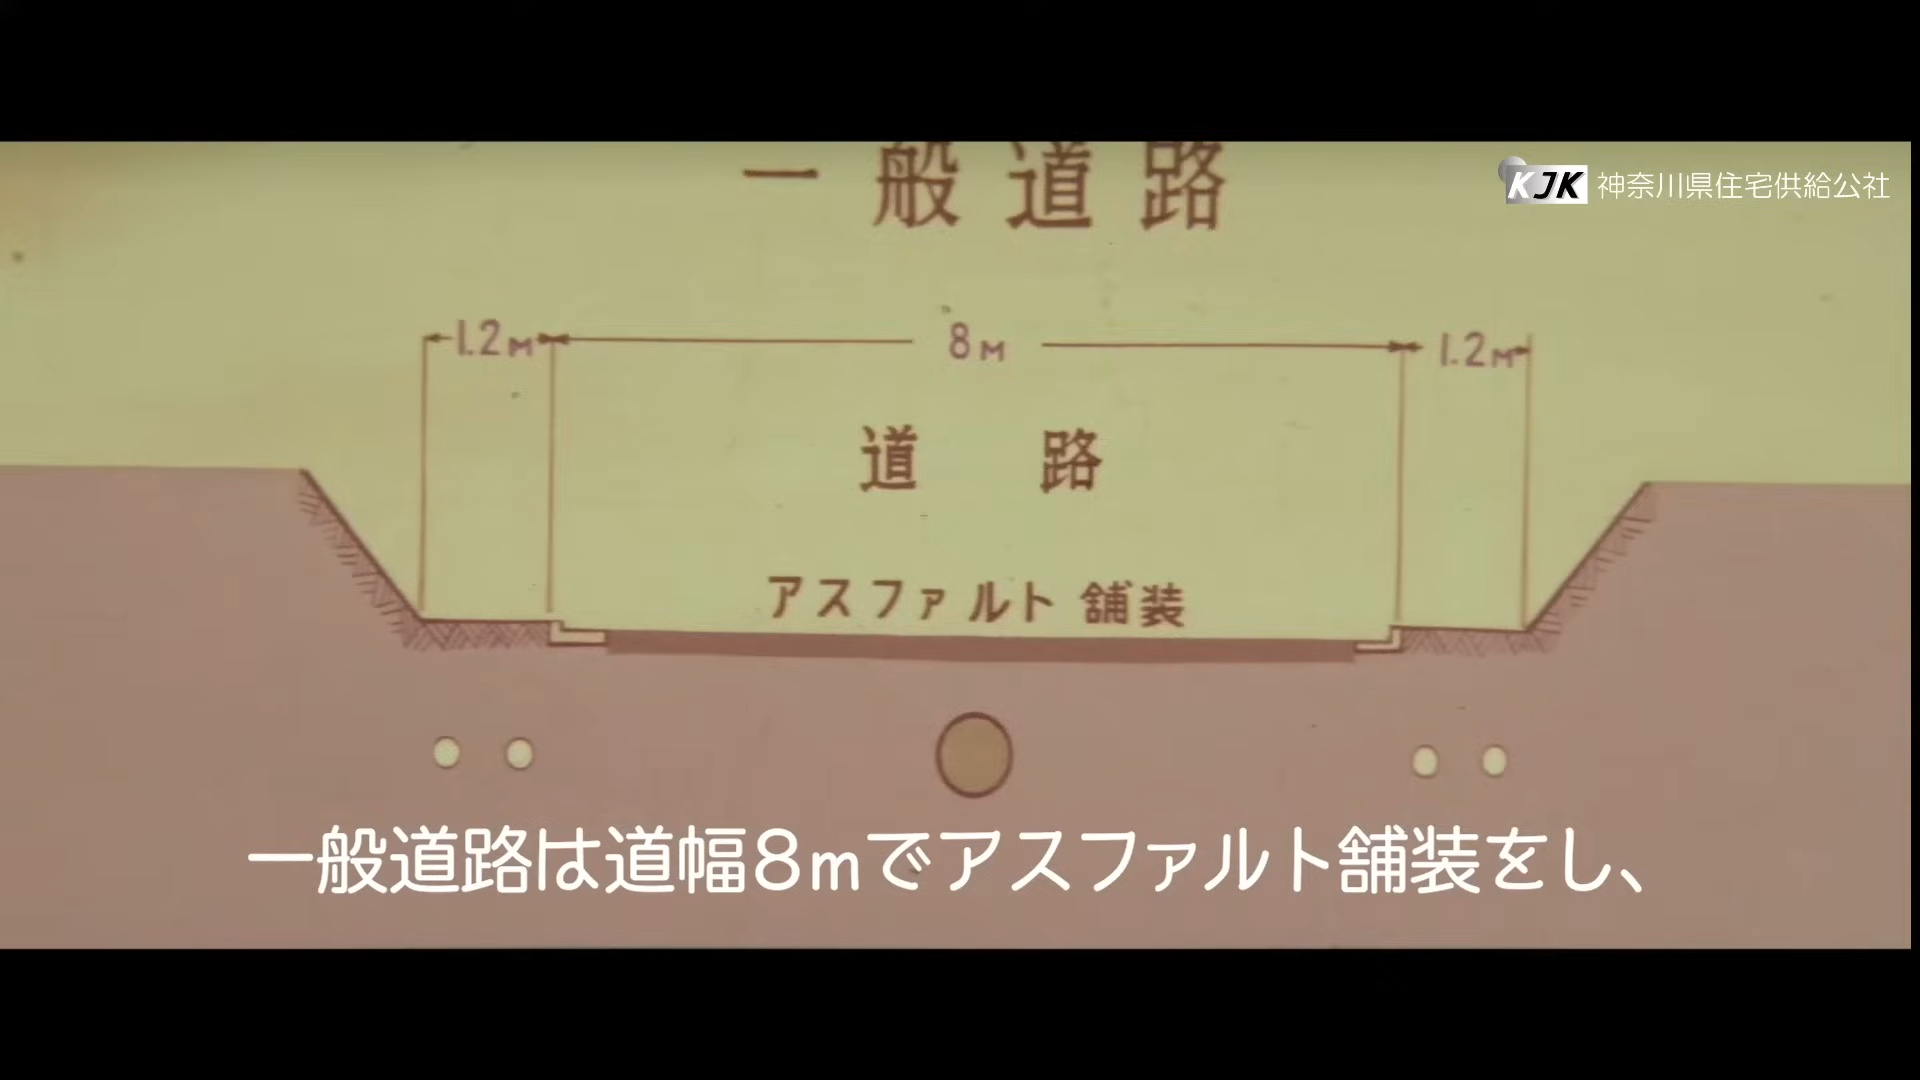 一般道路
KJK 神奈川県住宅供給公社
1.2M 8M 1.2M
道路
アスファルト舗装
一般道路は道幅8mでアスファルト舗装をし、